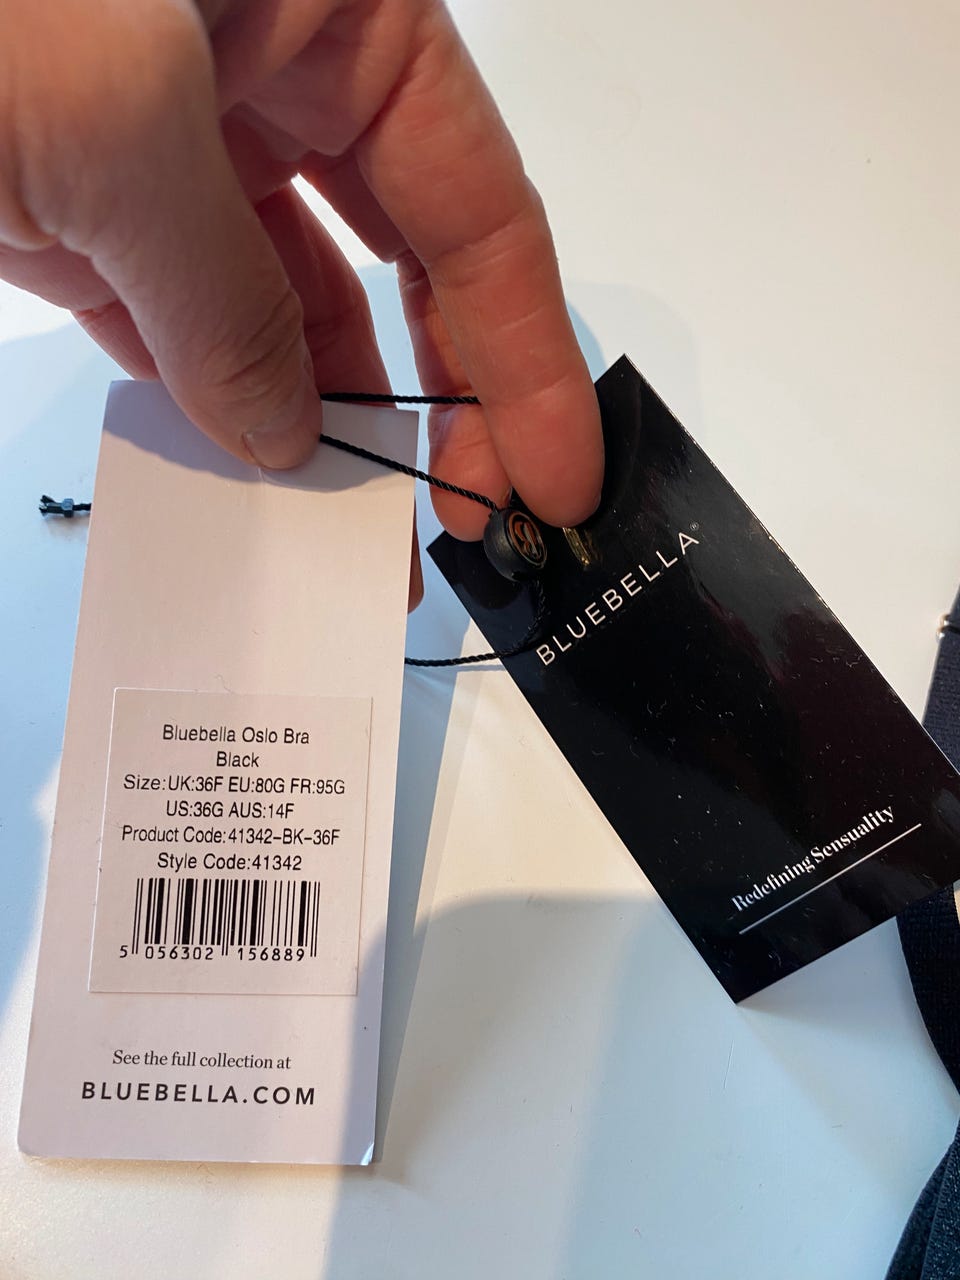 Bluebella Oslo Bra
Black
Size:UK:36F EU:80G FR:95G
US:36G AUS:14F
Product Code:41342-BK-36F
Style Code:41342
5 056302 156889
See the full collection at
BLUEBELLA.COM
BLUEBELLA®
Redefining Sensuality